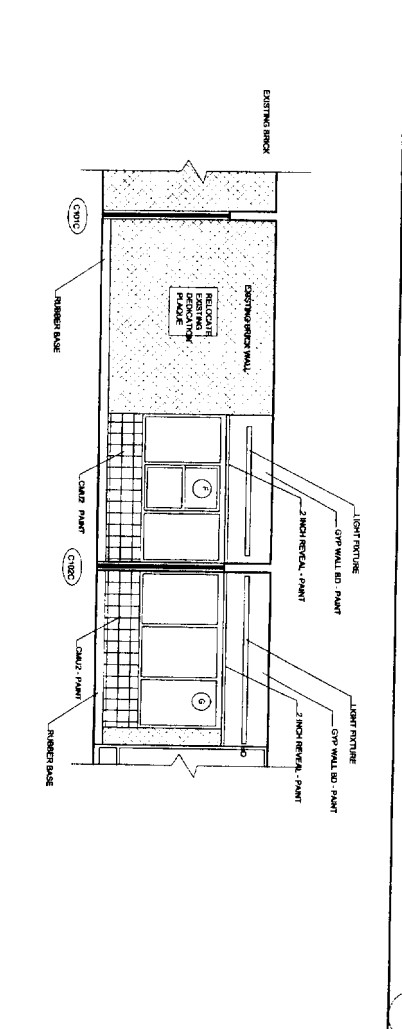 EXISTING BRICK
C101C
RUBBER BASE
EXISTING BRICK WALL
RELOCATE
EXISTING
DEDICATION
PLAQUE
CMU2 - PAINT
F
LIGHT FIXTURE
GYP WALL BD - PAINT
2 INCH REVEAL - PAINT
C102C
CMU2 - PAINT
RUBBER BASE
G
LIGHT FIXTURE
GYP WALL BD - PAINT
2 INCH REVEAL - PAINT